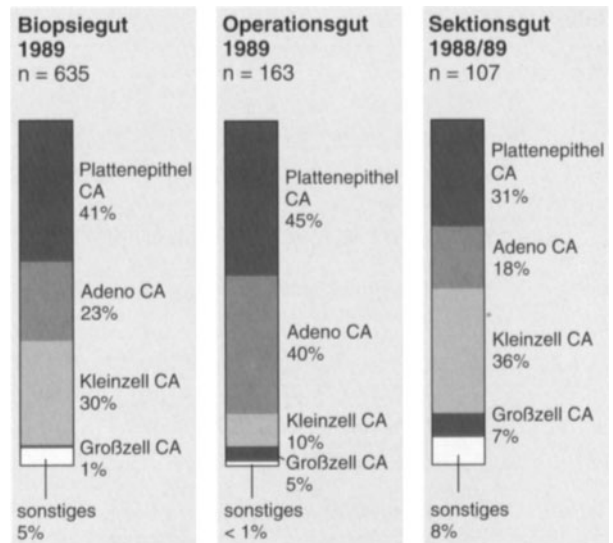 Biopsiegut
1989
n = 635
Plattenepithel
CA
41%
Adeno CA
23%
Kleinzell CA
30%
Großzell CA
1%
sonstiges
5%
Operationsgut
1989
n = 163
Plattenepithel
CA
45%
Adeno CA
40%
Kleinzell CA
10%
Großzell CA
5%
sonstiges
< 1%
Sektionsgut
1988/89
n = 107
Plattenepithel
CA
31%
Adeno CA
18%
Kleinzell CA
36%
Großzell CA
7%
sonstiges
8%